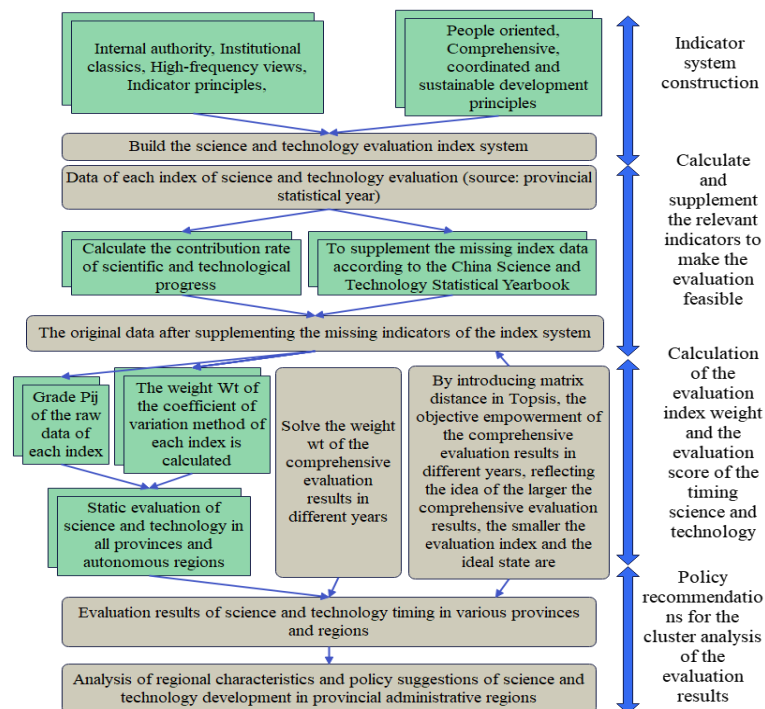 Internal authority, Institutional
classics, High-frequency views,
Indicator principles,
People oriented,
Comprehensive,
coordinated and
sustainable development
principles
Indicator
system
construction
Build the science and technology evaluation index system
Data of each index of science and technology evaluation (source: provincial
statistical year)
Calculate the contribution rate
of scientific and technological
progress
To supplement the missing index data
according to the China Science and
Technology Statistical Yearbook
Calculate
and
supplement
the relevant
indicators to
make the
evaluation
feasible
The original data after supplementing the missing indicators of the index system
Grade Pij
of the raw
data of
each index
The weight Wt of
the coefficient of
variation method of
each index is
calculated
Solve the weight
wt of the
comprehensive
evaluation
results in
different years
By introducing matrix
distance in Topsis, the
objective empowerment of
the comprehensive
evaluation results in
different years, reflecting
the idea of the larger the
comprehensive evaluation
results, the smaller the
evaluation index and the
ideal state are
Calculation
of the
evaluation
index weight
and the
evaluation
score of the
timing
science and
technology
Static evaluation of
science and technology in
all provinces and
autonomous regions
Evaluation results of science and technology timing in various provinces
and regions
Analysis of regional characteristics and policy suggestions of science and
technology development in provincial administrative regions
Policy
recommendatio
ns for the
cluster analysis
of the
evaluation
results